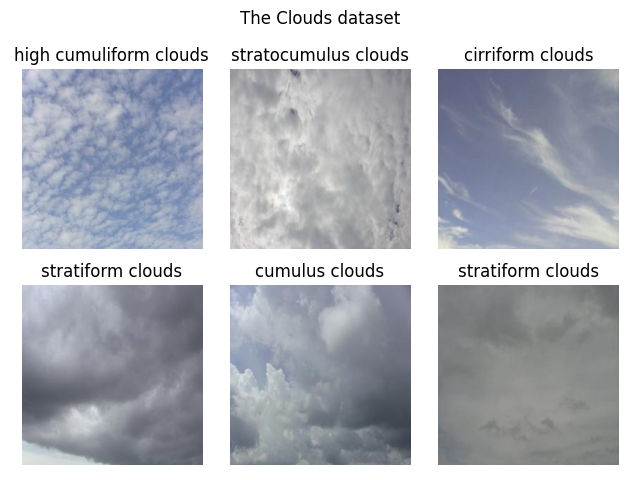 The Clouds dataset
high cumuliform clouds
stratocumulus clouds
cirriform clouds
stratiform clouds
cumulus clouds
stratiform clouds